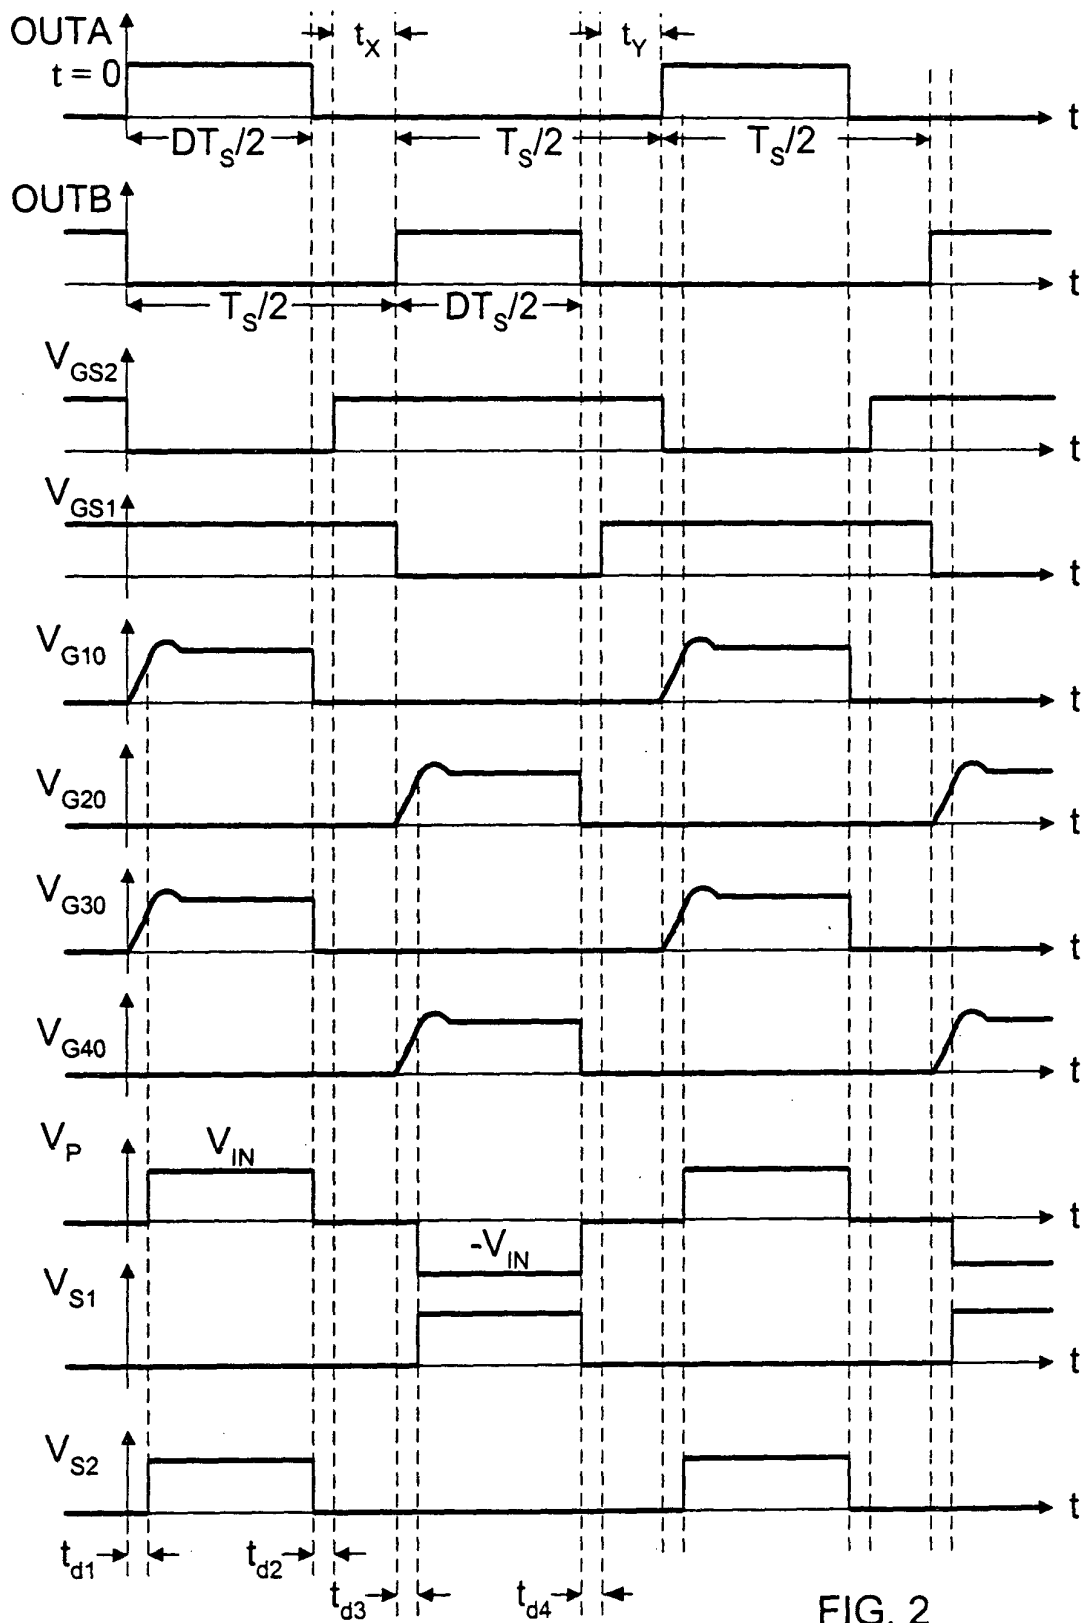 OUTA
t = 0
t_X
t_Y
t
DT_S/2
T_S/2
T_S/2
OUTB
t
T_S/2
DT_S/2
V_GS2
t
V_GS1
t
V_G10
t
V_G20
t
V_G30
t
V_G40
t
V_P
V_IN
t
-V_IN
V_S1
t
V_S2
t
t_d1
t_d2
t_d3
t_d4
FIG. 2